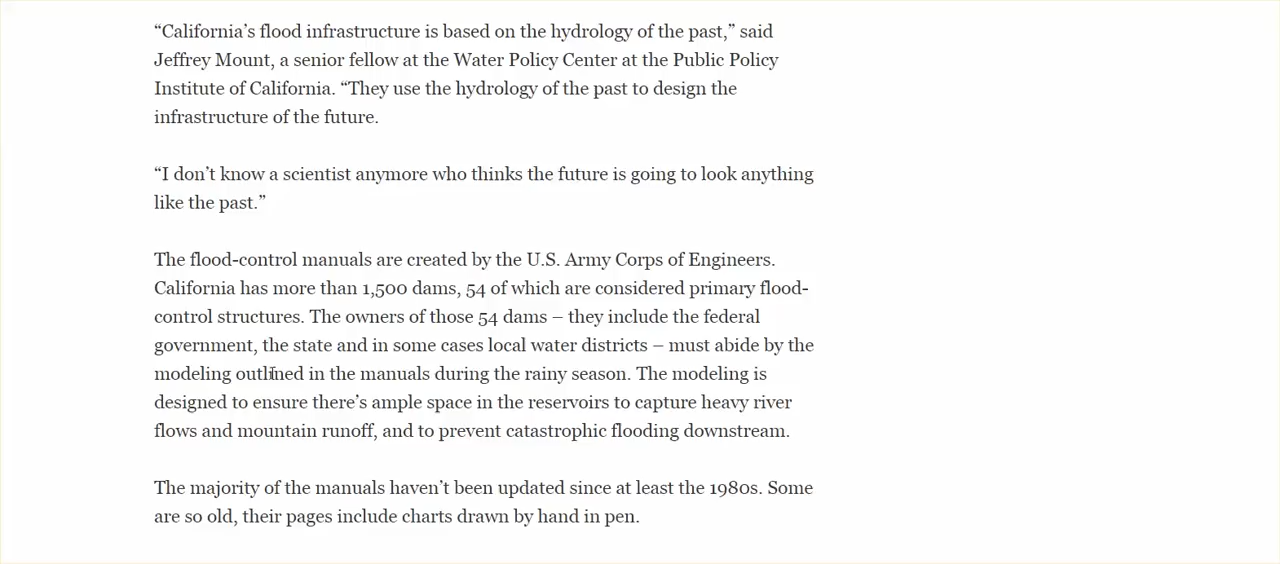 “California’s flood infrastructure is based on the hydrology of the past,” said
Jeffrey Mount, a senior fellow at the Water Policy Center at the Public Policy
Institute of California. “They use the hydrology of the past to design the
infrastructure of the future.
“I don’t know a scientist anymore who thinks the future is going to look anything
like the past.”
The flood-control manuals are created by the U.S. Army Corps of Engineers.
California has more than 1,500 dams, 54 of which are considered primary flood-
control structures. The owners of those 54 dams – they include the federal
government, the state and in some cases local water districts – must abide by the
modeling outlined in the manuals during the rainy season. The modeling is
designed to ensure there’s ample space in the reservoirs to capture heavy river
flows and mountain runoff, and to prevent catastrophic flooding downstream.
The majority of the manuals haven’t been updated since at least the 1980s. Some
are so old, their pages include charts drawn by hand in pen.